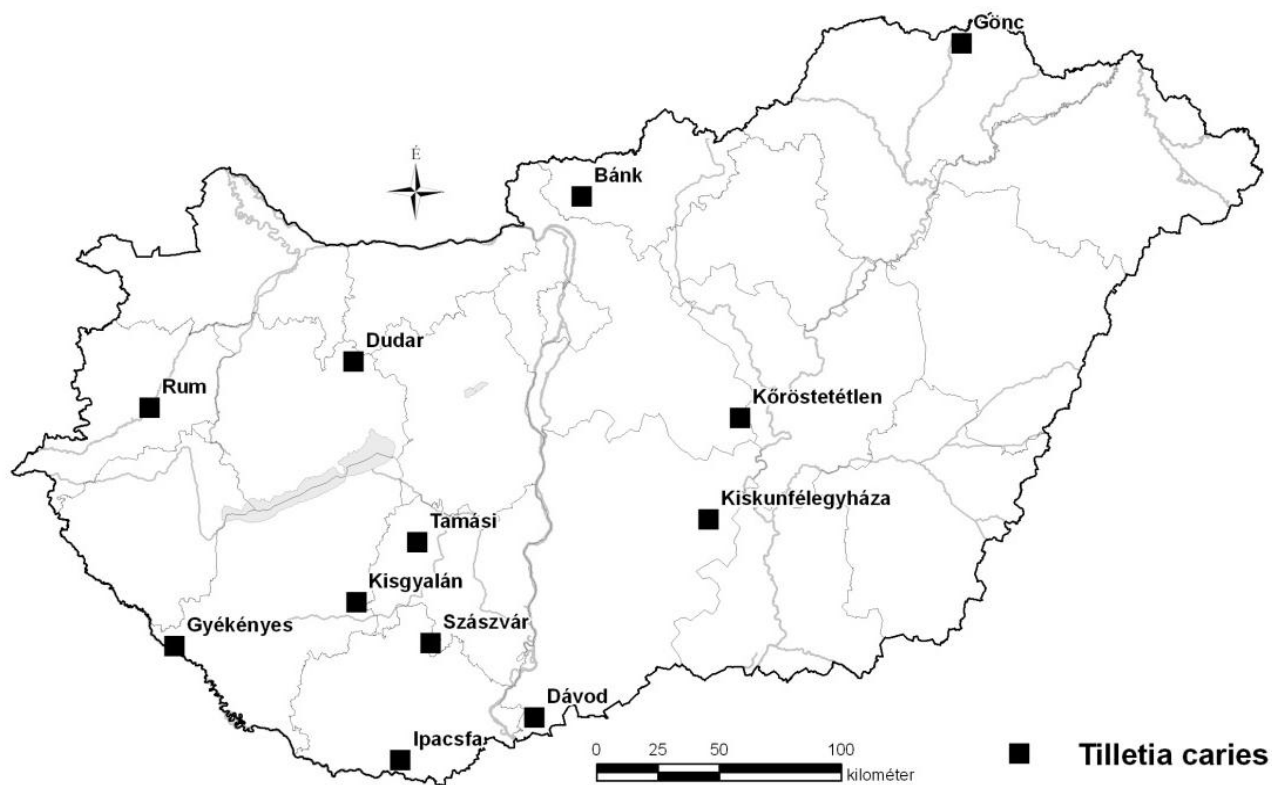 Gönc
É
Bánk
Dudar
Rum
Kőröstetétlen
Kiskunfélegyháza
Tamási
Kisgyalán
Szászvár
Gyékényes
Dávod
Ipacsfa
0 25 50 100
kilométer
Tilletia caries